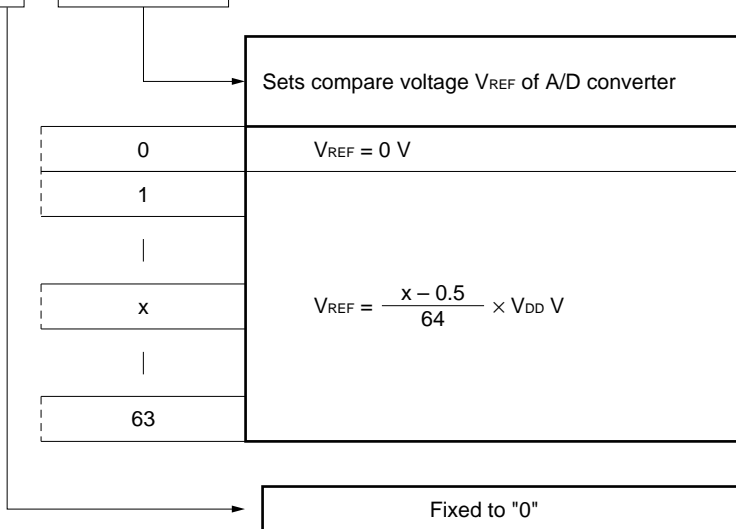 Sets compare voltage VREF of A/D converter
0
VREF = 0 V
1
|
x
VREF = x – 0.5 / 64 × VDD V
|
63
Fixed to "0"